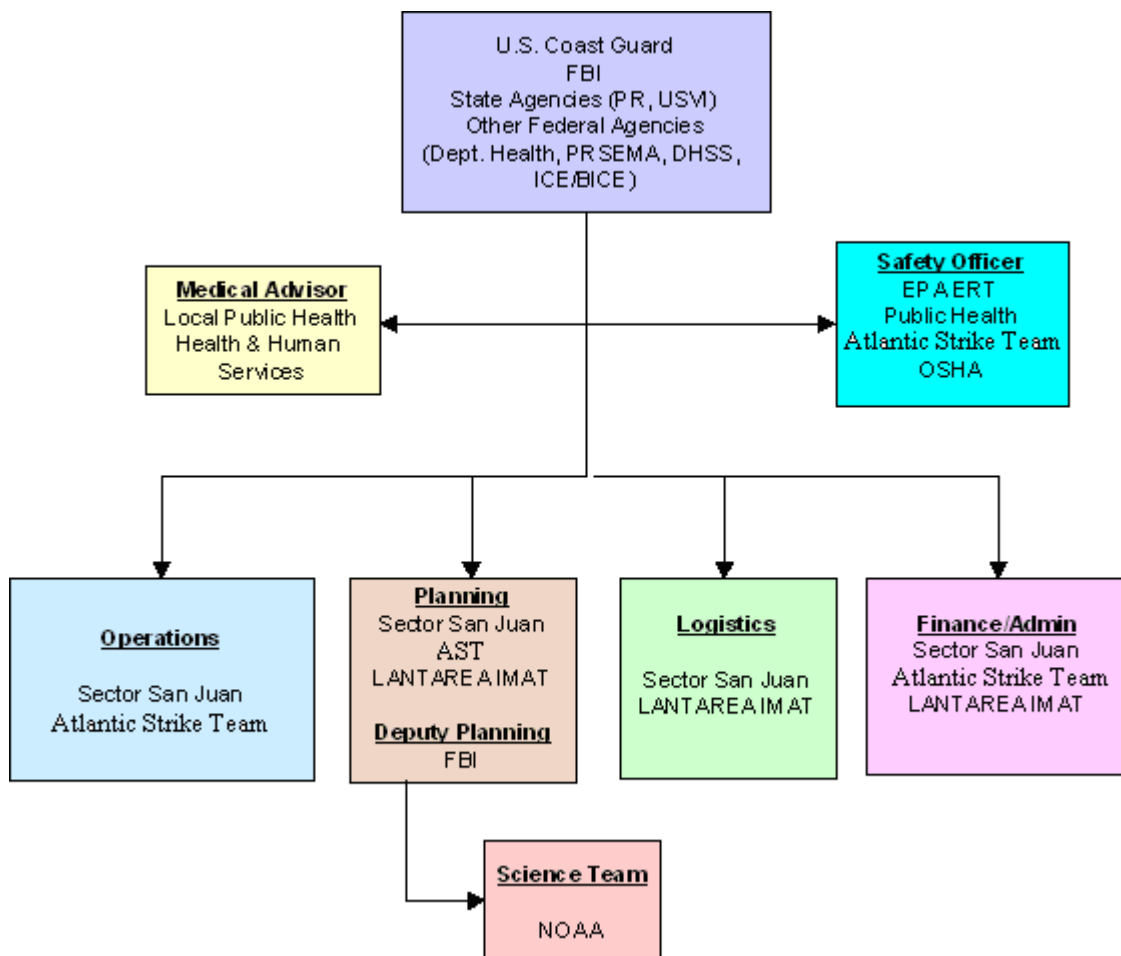 U.S. Coast Guard
FBI
State Agencies (PR, USVI)
Other Federal Agencies
(Dept. Health, PRSEMA, DHSS,
ICE/BICE)
Medical Advisor
Local Public Health
Health & Human
Services
Safety Officer
EPA ERT
Public Health
Atlantic Strike Team
OSHA
Operations
Sector San Juan
Atlantic Strike Team
Planning
Sector San Juan
AST
LANTAREA IMAT
Deputy Planning
FBI
Logistics
Sector San Juan
LANTAREA IMAT
Finance/Admin
Sector San Juan
Atlantic Strike Team
LANTAREA IMAT
Science Team
NOAA